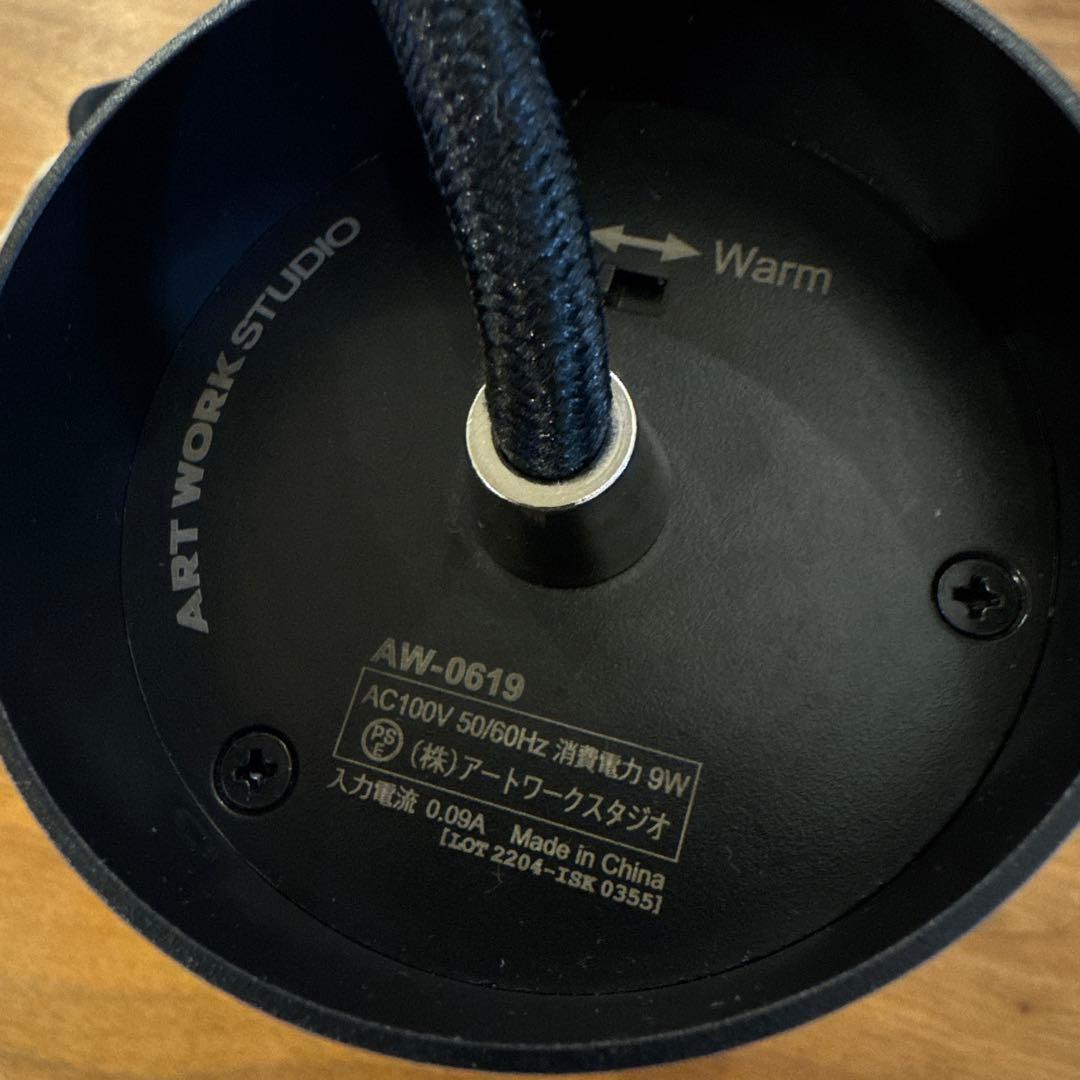 ART WORK STUDIO
Warm
AW-0619
AC100V 50/60Hz 消費電力 9W
PSE (株)アートワークスタジオ
入力電流 0.09A Made in China
[LOT 2204-ISK 0355]